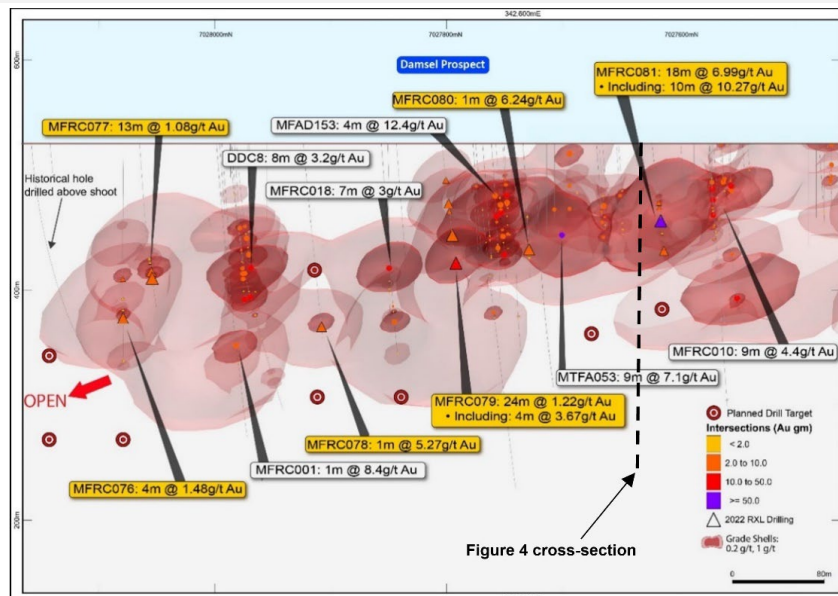 342.600mE
7028000mN
7027800mN
7027600mN
600m
Damsel Prospect
MFRC081: 18m @ 6.99g/t Au
• Including: 10m @ 10.27g/t Au
MFRC080: 1m @ 6.24g/t Au
MFRC077: 13m @ 1.08g/t Au
MFAD153: 4m @ 12.4g/t Au
DDC8: 8m @ 3.2g/t Au
Historical hole
drilled above shoot
MFRC018: 7m @ 3g/t Au
400m
MFRC010: 9m @ 4.4g/t Au
MTFA053: 9m @ 7.1g/t Au
OPEN
MFRC079: 24m @ 1.22g/t Au
• Including: 4m @ 3.67g/t Au
MFRC078: 1m @ 5.27g/t Au
MFRC001: 1m @ 8.4g/t Au
MFRC076: 4m @ 1.48g/t Au
200m
Figure 4 cross-section
Planned Drill Target
Intersections (Au gm)
< 2.0
2.0 to 10.0
10.0 to 50.0
>= 50.0
2022 RXL Drilling
Grade Shells:
0.2 g/t, 1 g/t
0 80m